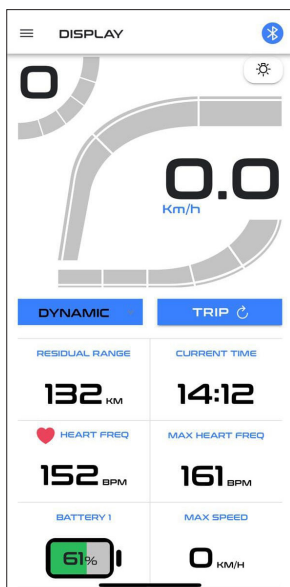 DISPLAY
0
0.0
Km/h
DYNAMIC
TRIP
RESIDUAL RANGE
CURRENT TIME
132 KM
14:12
HEART FREQ
MAX HEART FREQ
152 BPM
161 BPM
BATTERY 1
MAX SPEED
61%
0 KM/H